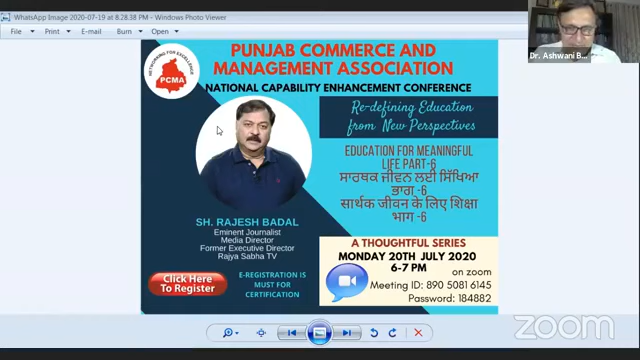 WhatsApp Image 2020-07-19 at 8.28.38 PM - Windows Photo Viewer
File Print E-mail Burn Open
Dr. Ashwani B...
NETWORKING FOR EXCELLENCE
PCMA
PUNJAB COMMERCE AND
MANAGEMENT ASSOCIATION
NATIONAL CAPABILITY ENHANCEMENT CONFERENCE
Re-defining Education
from New Perspectives
EDUCATION FOR MEANINGFUL
LIFE PART-6
ਸਾਰਥਕ ਜੀਵਨ ਲਈ ਸਿੱਖਿਆ
ਭਾਗ -6
सार्थक जीवन के लिए शिक्षा
भाग -6
SH. RAJESH BADAL
Eminent Journalist
Media Director
Former Executive Director
Rajya Sabha TV
Click Here
To Register
E-REGISTRATION IS
MUST FOR
CERTIFICATION
A THOUGHTFUL SERIES
MONDAY 20TH JULY 2020
6-7 PM
on zoom
Meeting ID: 890 5081 6145
Password: 184882
zoom